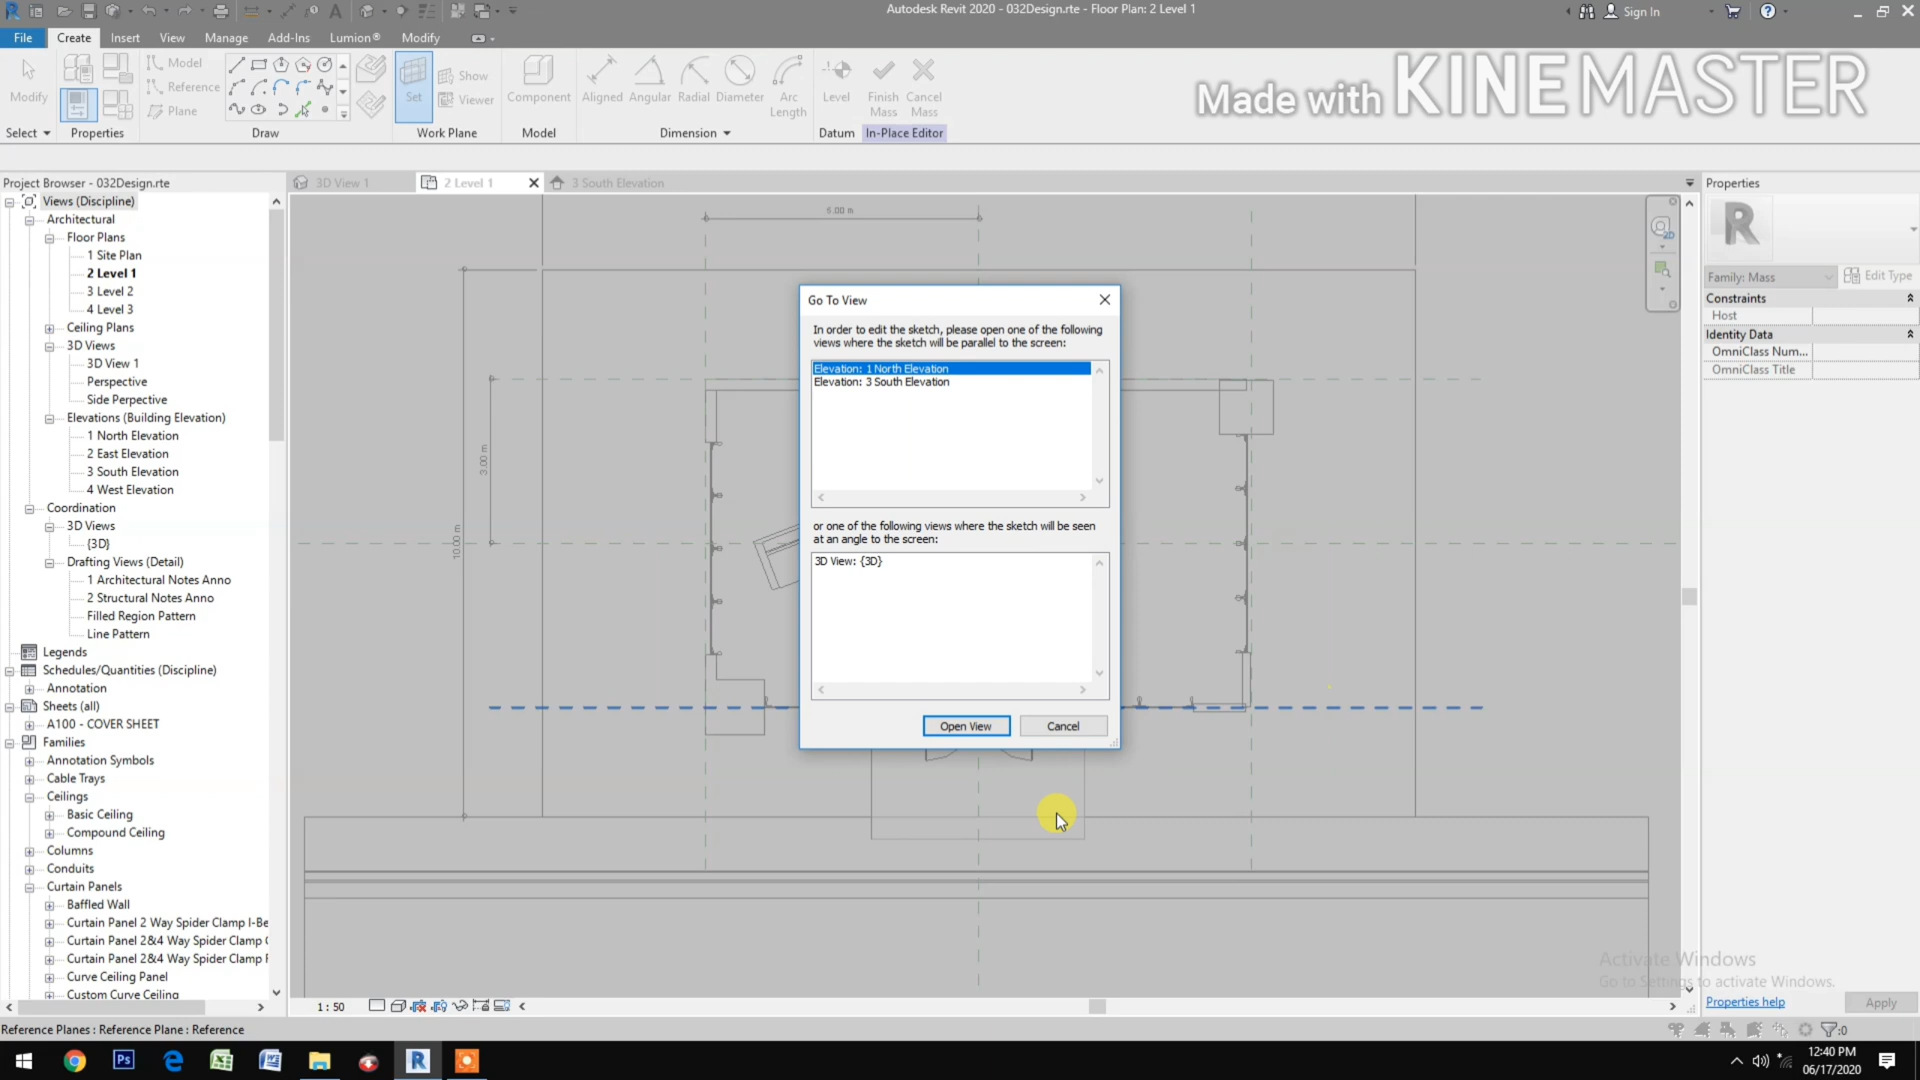 Autodesk Revit 2020 - 032Design.rte - Floor Plan: 2 Level 1
Sign In
File Create Insert View Manage Add-Ins Lumion® Modify
Model
Reference
Plane
Show
Viewer
Modify Set Component Aligned Angular Radial Diameter Arc Length Level Finish Mass Cancel Mass
Select Properties Draw Work Plane Model Dimension Datum In-Place Editor
Made with KINEMASTER
Project Browser - 032Design.rte
3D View 1
2 Level 1
3 South Elevation
Properties
Views (Discipline)
Architectural
Floor Plans
1 Site Plan
2 Level 1
3 Level 2
4 Level 3
Ceiling Plans
3D Views
3D View 1
Perspective
Side Perpective
Elevations (Building Elevation)
1 North Elevation
2 East Elevation
3 South Elevation
4 West Elevation
Coordination
3D Views
{3D}
Drafting Views (Detail)
1 Architectural Notes Anno
2 Structural Notes Anno
Filled Region Pattern
Line Pattern
Legends
Schedules/Quantities (Discipline)
Annotation
Sheets (all)
A100 - COVER SHEET
Families
Annotation Symbols
Cable Trays
Ceilings
Basic Ceiling
Compound Ceiling
Columns
Conduits
Curtain Panels
Baffled Wall
Curtain Panel 2 Way Spider Clamp I-Be
Curtain Panel 2&4 Way Spider Clamp
Curtain Panel 2&4 Way Spider Clamp F
Curve Ceiling Panel
Custom Curve Ceiling
3.00 m
10.00 m
Go To View
In order to edit the sketch, please open one of the following
views where the sketch will be parallel to the screen:
Elevation: 1 North Elevation
Elevation: 3 South Elevation
or one of the following views where the sketch will be seen
at an angle to the screen:
3D View: {3D}
Open View Cancel
2D
R
Family: Mass Edit Type
Constraints
Host
Identity Data
OmniClass Num...
OmniClass Title
Activate Windows
Go to Settings to activate Windows.
Properties help Apply
1 : 50
Reference Planes : Reference Plane : Reference
:0
Ps
R
12:40 PM
06/17/2020